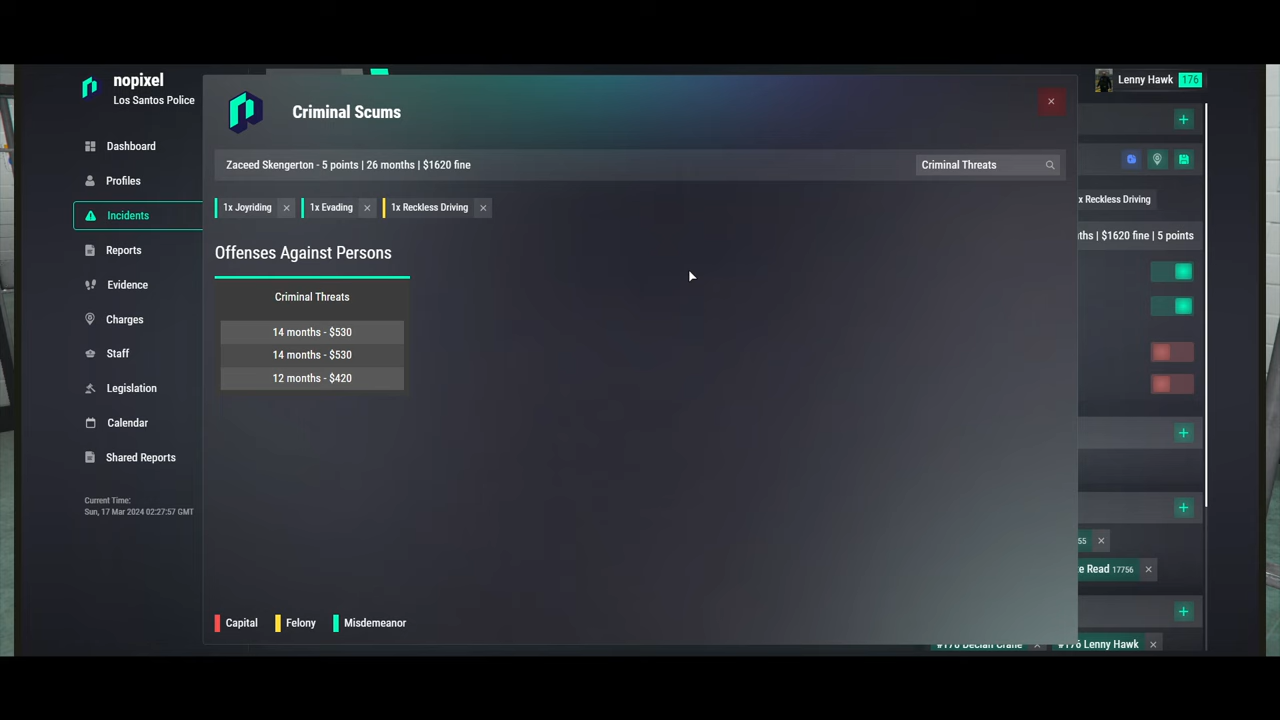 nopixel
Los Santos Police
Dashboard
Profiles
Incidents
Reports
Evidence
Charges
Staff
Legislation
Calendar
Shared Reports
Current Time:
Sun, 17 Mar 2024 02:27:57 GMT
Criminal Scums
×
Zaceed Skengerton - 5 points | 26 months | $1620 fine
Criminal Threats
1x Joyriding ×
1x Evading ×
1x Reckless Driving ×
Offenses Against Persons
Criminal Threats
14 months - $530
14 months - $530
12 months - $420
Capital
Felony
Misdemeanor
Lenny Hawk 176
+
x Reckless Driving
ths | $1620 fine | 5 points
+
+
55 ×
e Read 17756 ×
+
#176 Declan Crane ×
#176 Lenny Hawk ×